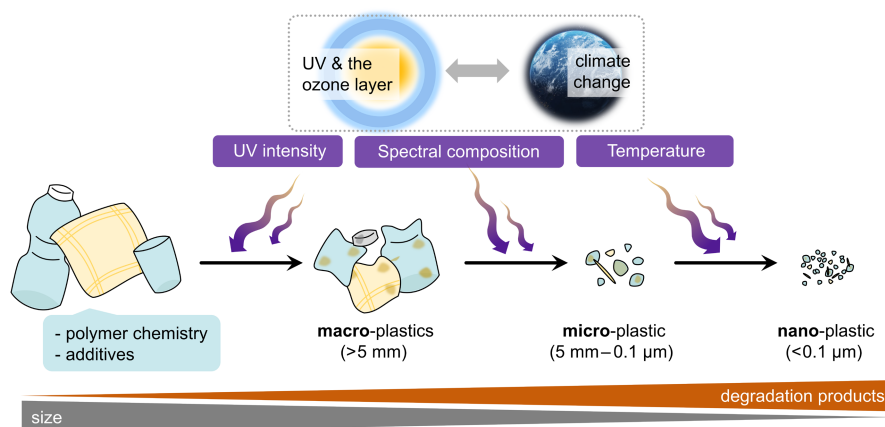 UV & the
ozone layer
climate
change
UV intensity
Spectral composition
Temperature
- polymer chemistry
- additives
macro-plastics
(>5 mm)
micro-plastic
(5 mm–0.1 µm)
nano-plastic
(<0.1 µm)
degradation products
size